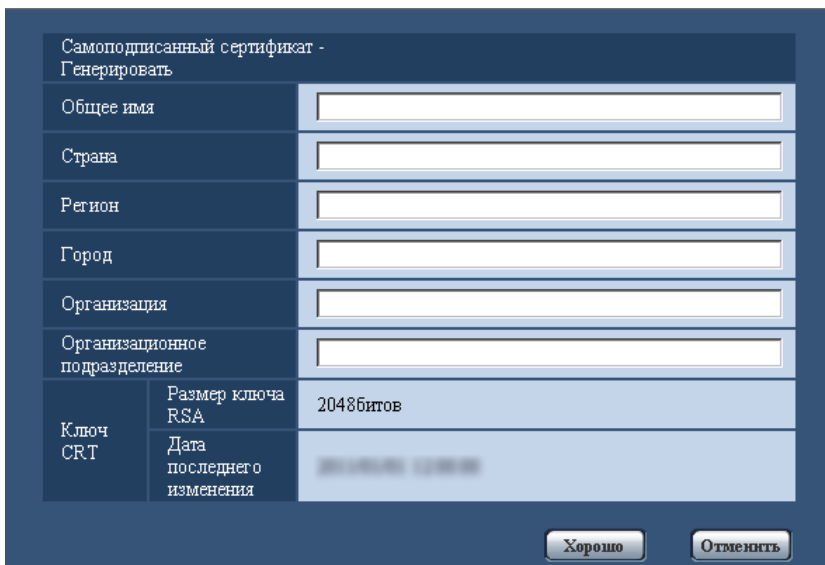 Самоподписанный сертификат -
Генерировать
Общее имя
Страна
Регион
Город
Организация
Организационное
подразделение
Ключ
CRT
Размер ключа
RSA
2048битов
Дата
последнего
изменения
Хорошо
Отменить